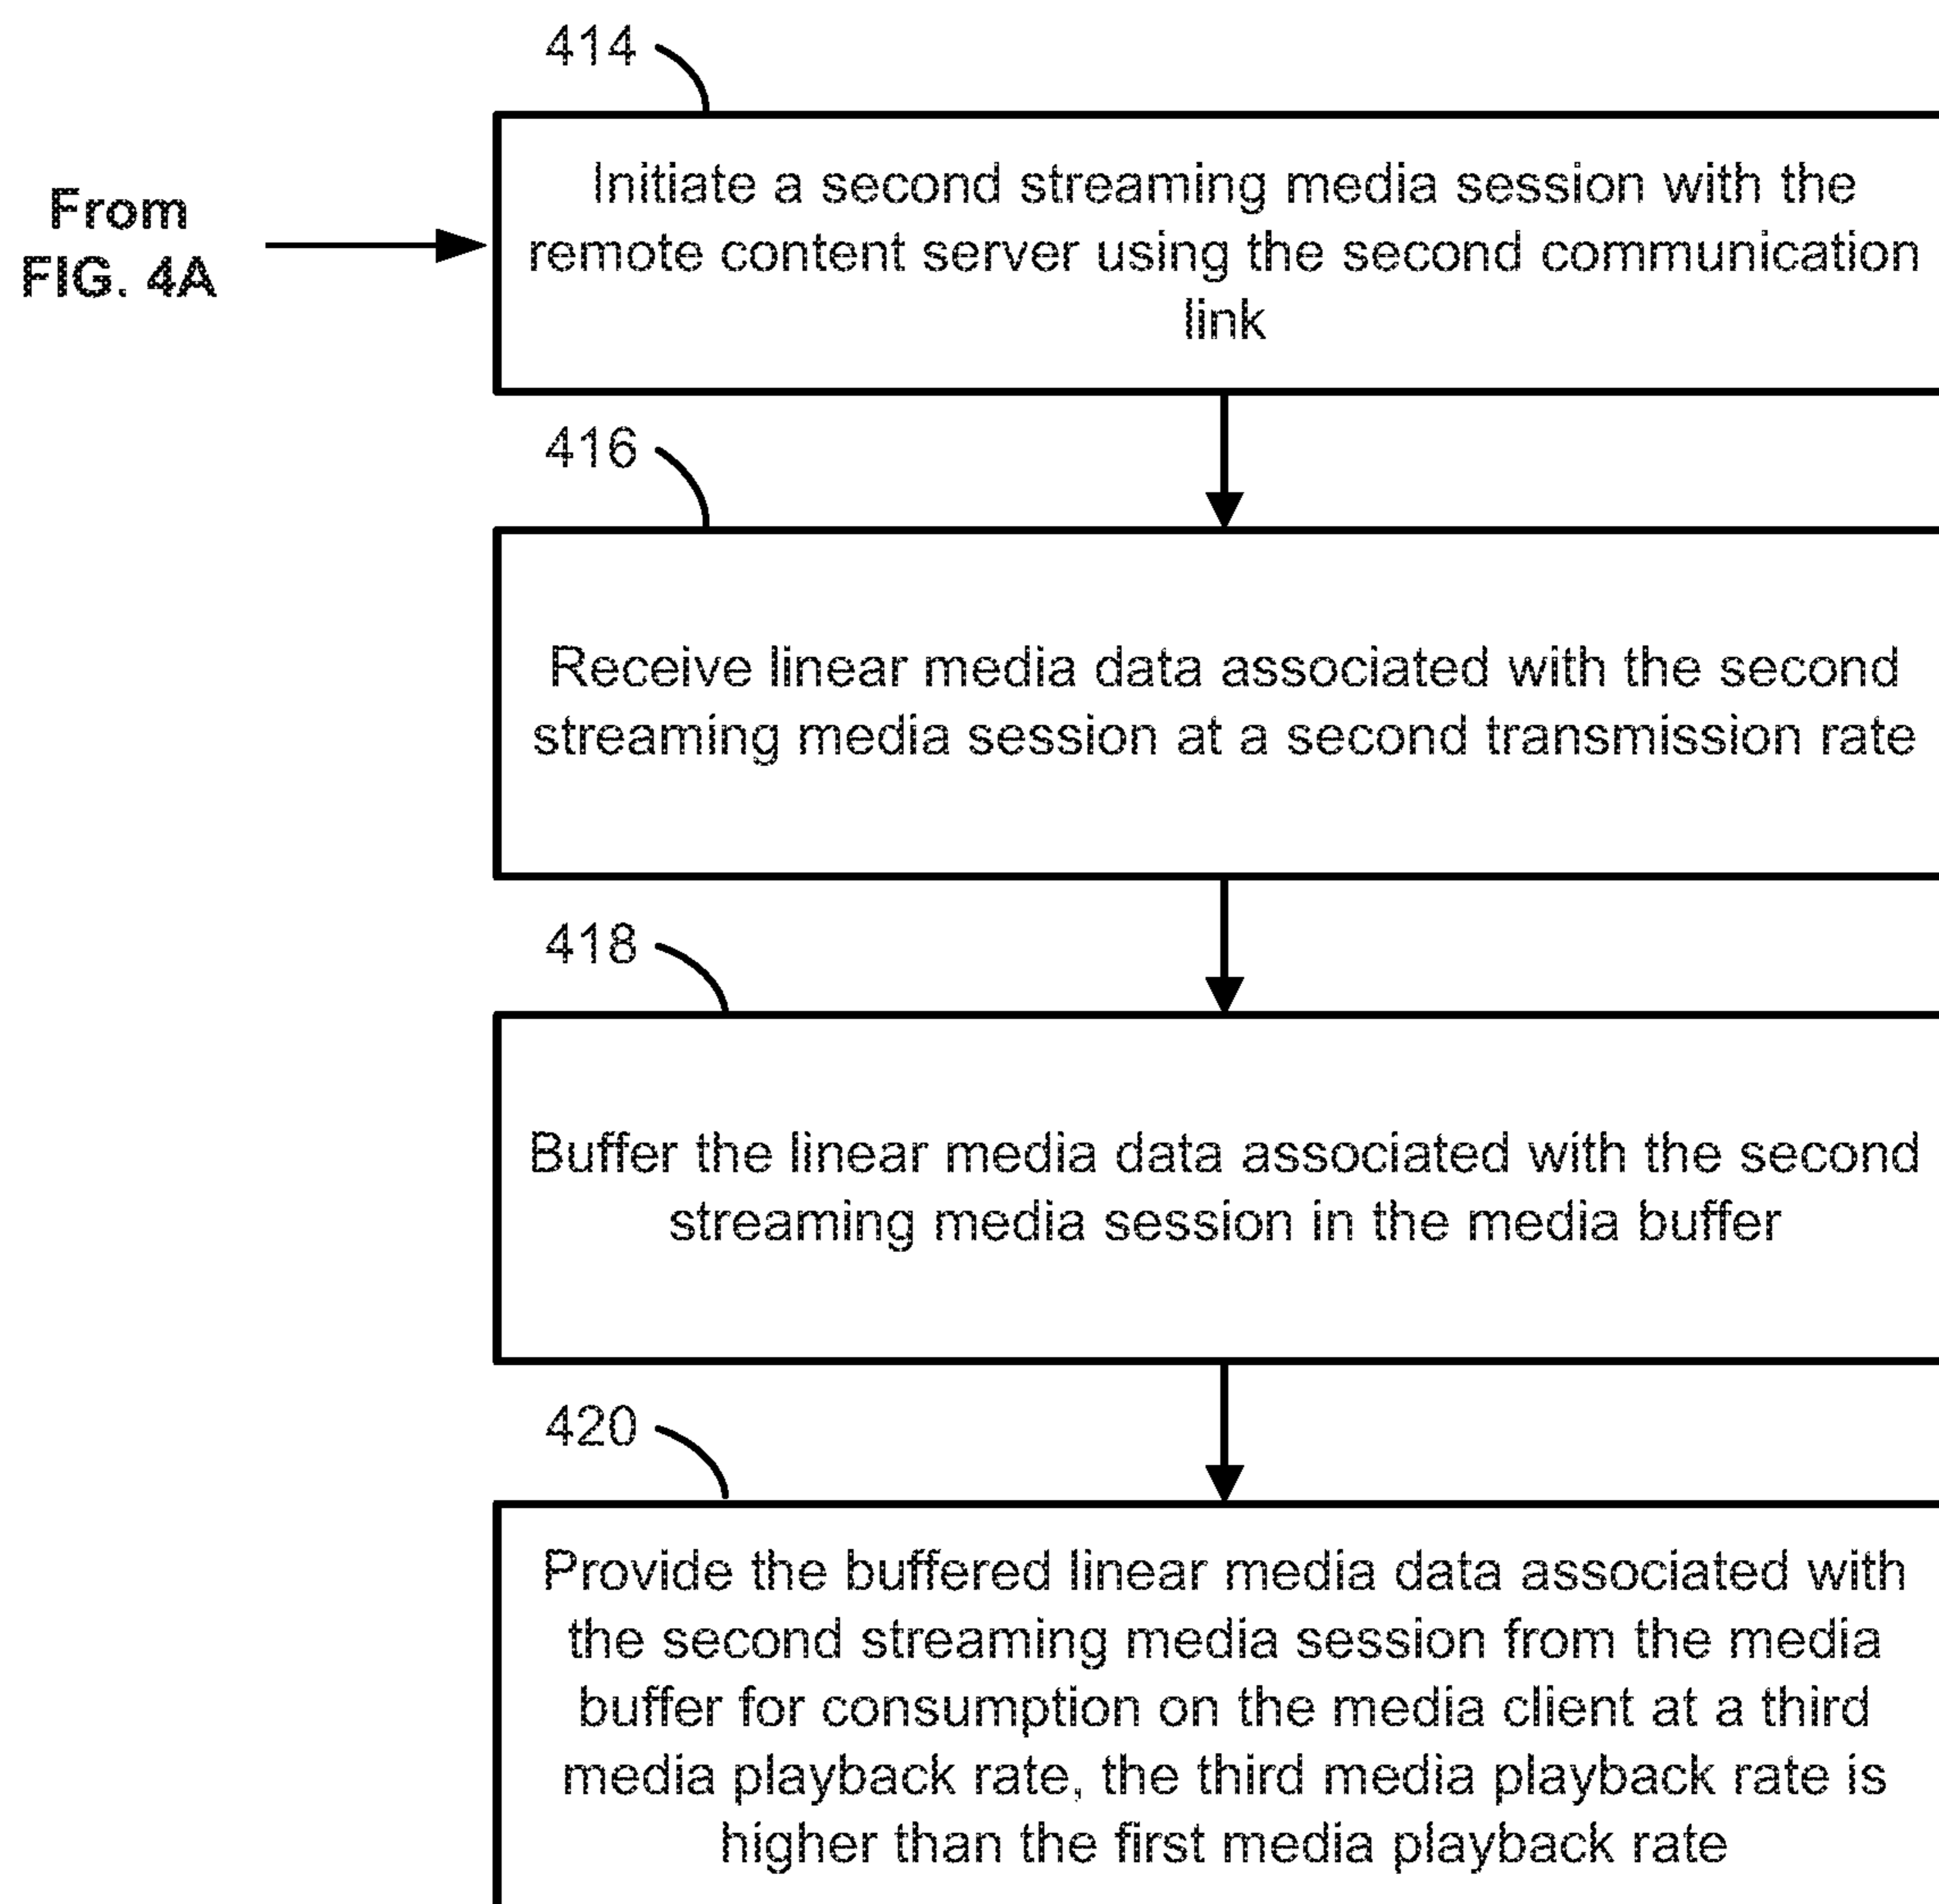 414
From
FIG. 4A
Initiate a second streaming media session with the
remote content server using the second communication
link
416
Receive linear media data associated with the second
streaming media session at a second transmission rate
418
Buffer the linear media data associated with the second
streaming media session in the media buffer
420
Provide the buffered linear media data associated with
the second streaming media session from the media
buffer for consumption on the media client at a third
media playback rate, the third media playback rate is
higher than the first media playback rate